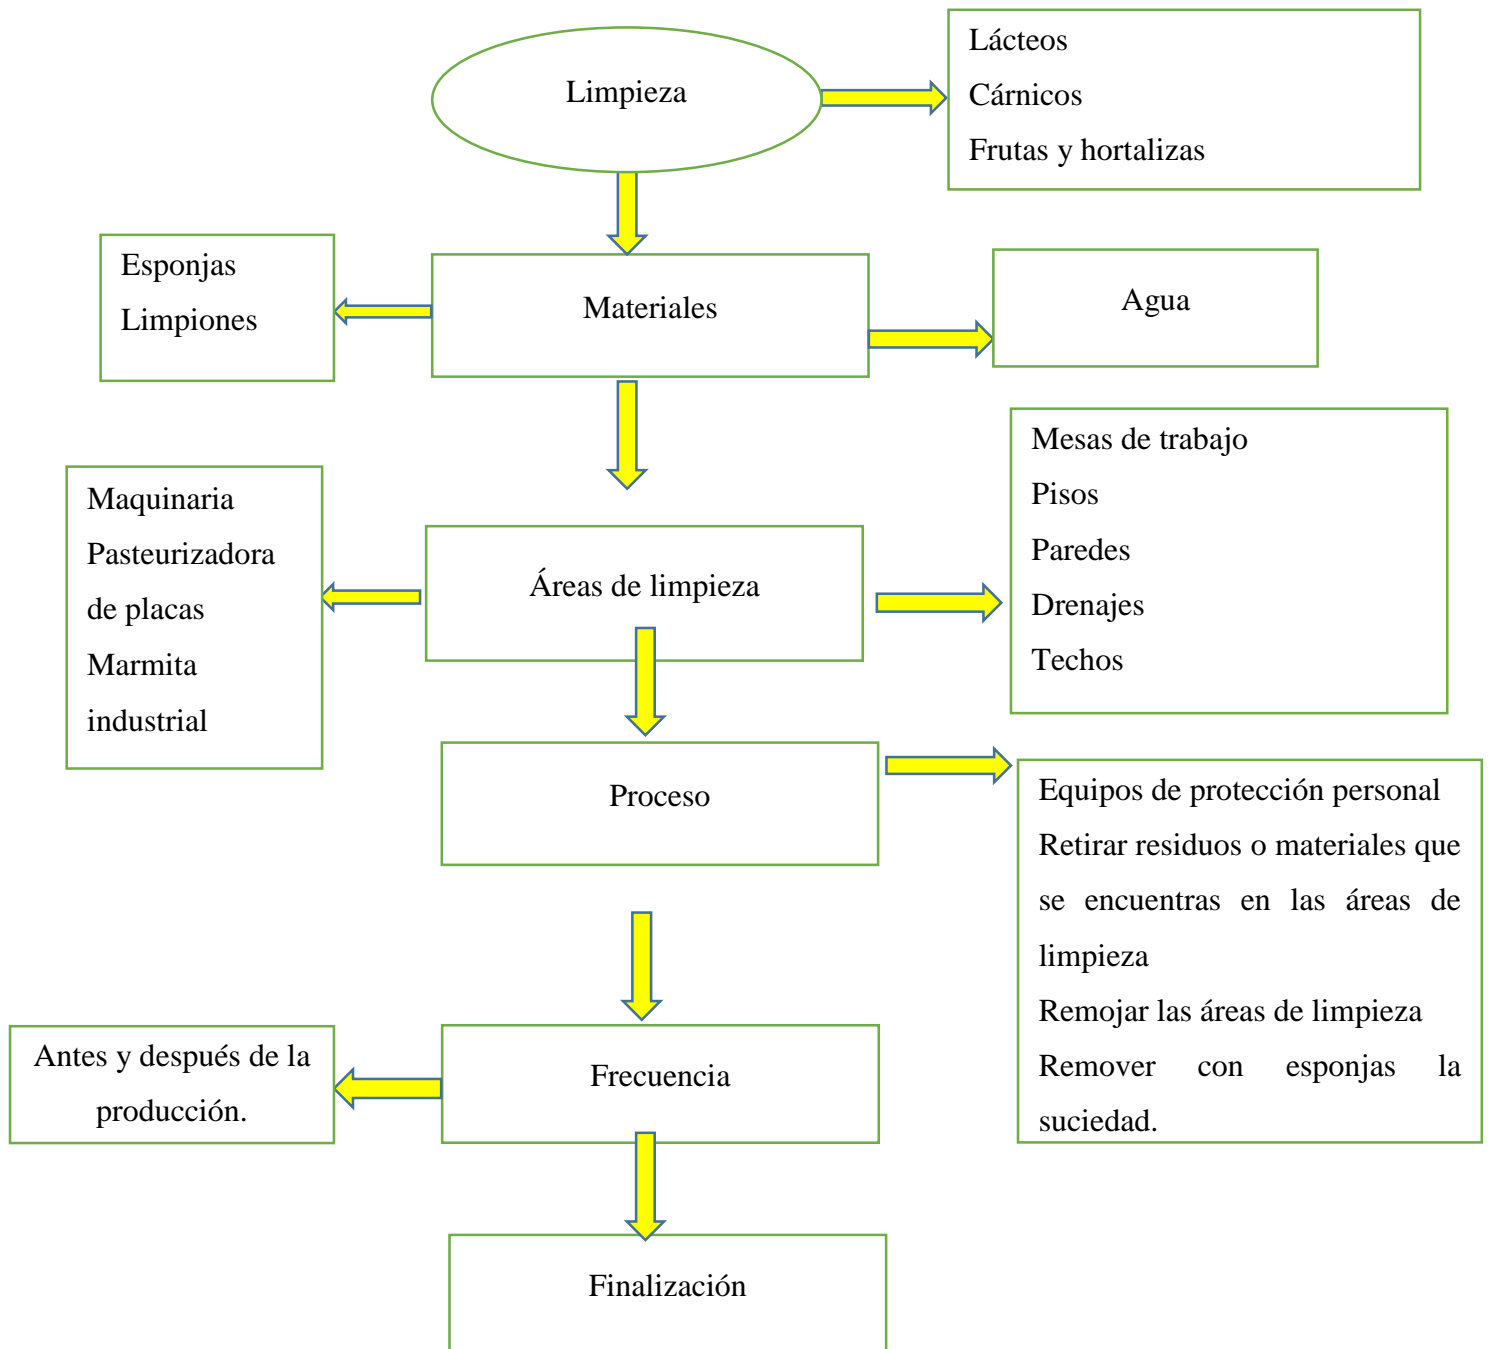 Limpieza
Lácteos
Cárnicos
Frutas y hortalizas
Esponjas
Limpiones
Materiales
Agua
Maquinaria
Pasteurizadora
de placas
Marmita
industrial
Áreas de limpieza
Mesas de trabajo
Pisos
Paredes
Drenajes
Techos
Proceso
Equipos de protección personal
Retirar residuos o materiales que
se encuentras en las áreas de
limpieza
Remojar las áreas de limpieza
Remover con esponjas la
suciedad.
Antes y después de la
producción.
Frecuencia
Finalización